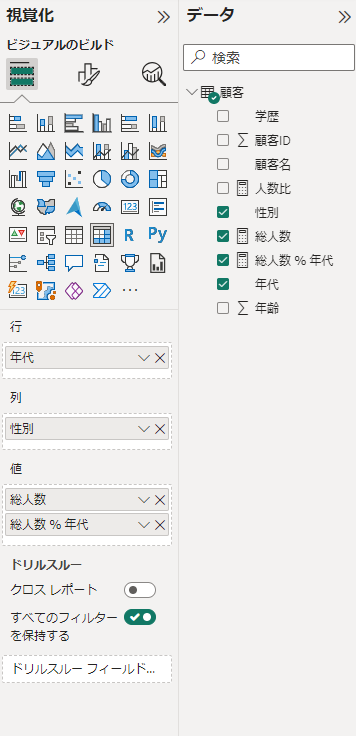 視覚化
ビジュアルのビルド
123
R
Py
123
行
年代
列
性別
値
総人数
総人数 % 年代
ドリルスルー
クロス レポート
すべてのフィルター
を保持する
ドリルスルー フィールド...
データ
検索
顧客
学歴
顧客ID
顧客名
人数比
性別
総人数
総人数 % 年代
年代
年齢